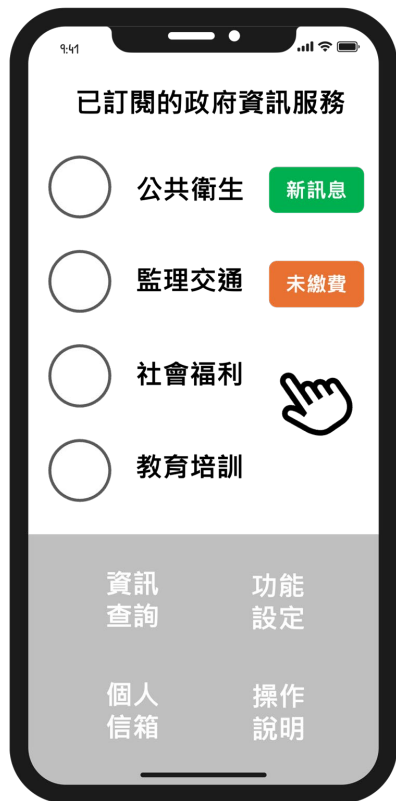 9:41
已訂閱的政府資訊服務
公共衛生 新訊息
監理交通 未繳費
社會福利
教育培訓
資訊 功能
查詢 設定
個人 操作
信箱 說明